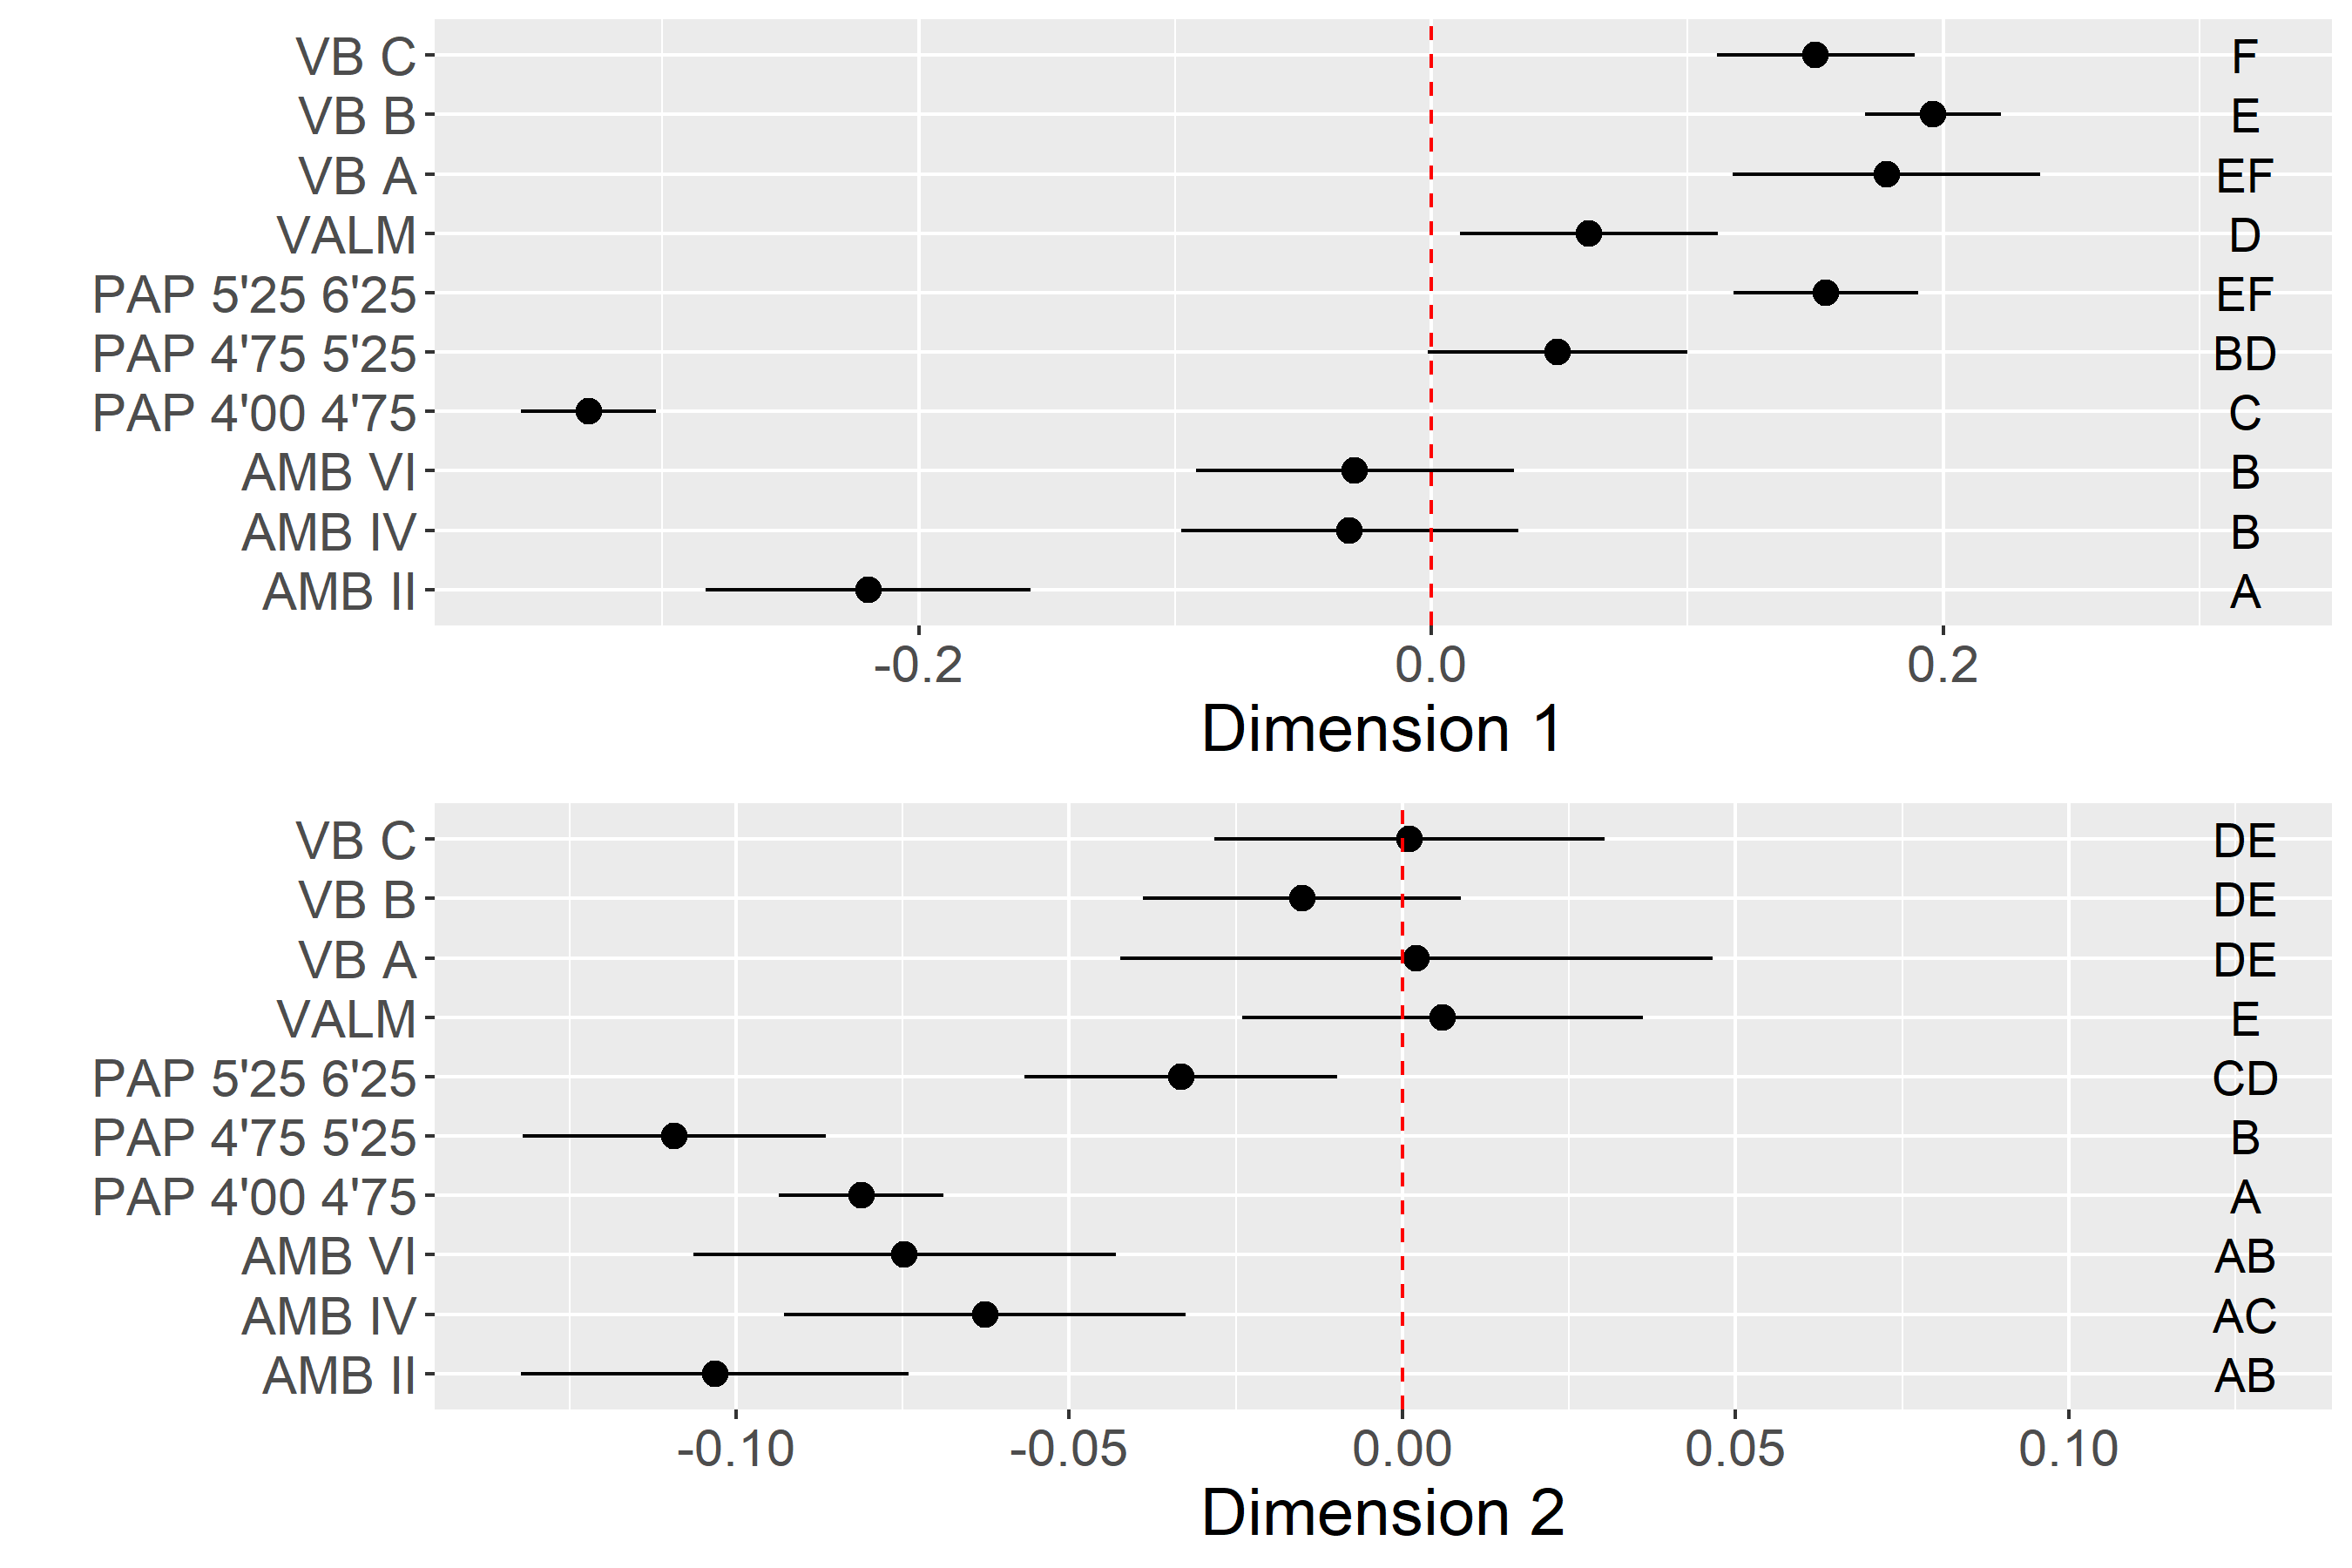 VB C F
VB B E
VB A EF
VALM D
PAP 5'25 6'25 EF
PAP 4'75 5'25 BD
PAP 4'00 4'75 C
AMB VI B
AMB IV B
AMB II A
-0.2 0.0 0.2
Dimension 1
VB C DE
VB B DE
VB A DE
VALM E
PAP 5'25 6'25 CD
PAP 4'75 5'25 B
PAP 4'00 4'75 A
AMB VI AB
AMB IV AC
AMB II AB
-0.10 -0.05 0.00 0.05 0.10
Dimension 2